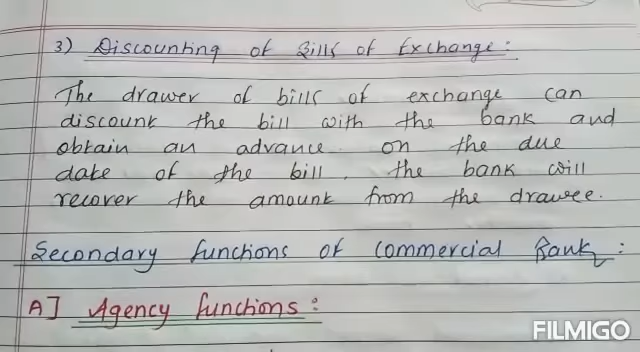 3) Discounting of Bills of Exchange:
The drawer of bills of exchange can
discount the bill with the bank and
obtain an advance on the due
date of the bill. the bank will
recover the amount from the drawee.
Secondary functions of Commercial Bank:
A] Agency functions:
FILMIGO